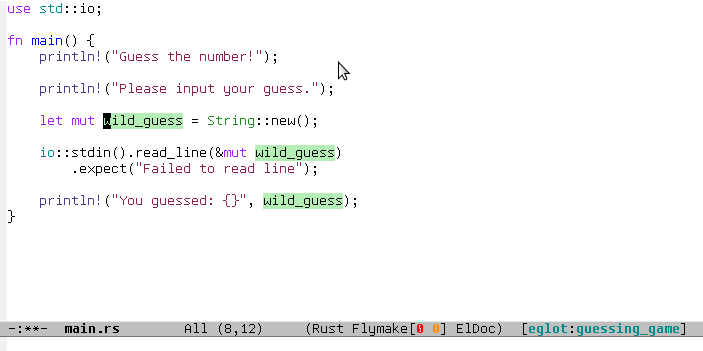 use std::io;
fn main() {
println!("Guess the number!");
println!("Please input your guess.");
let mut wild_guess = String::new();
io::stdin().read_line(&mut wild_guess)
.expect("Failed to read line");
println!("You guessed: {}", wild_guess);
}
-:**- main.rs All (8,12) (Rust Flymake[0 0] ElDoc) [eglot:guessing_game]